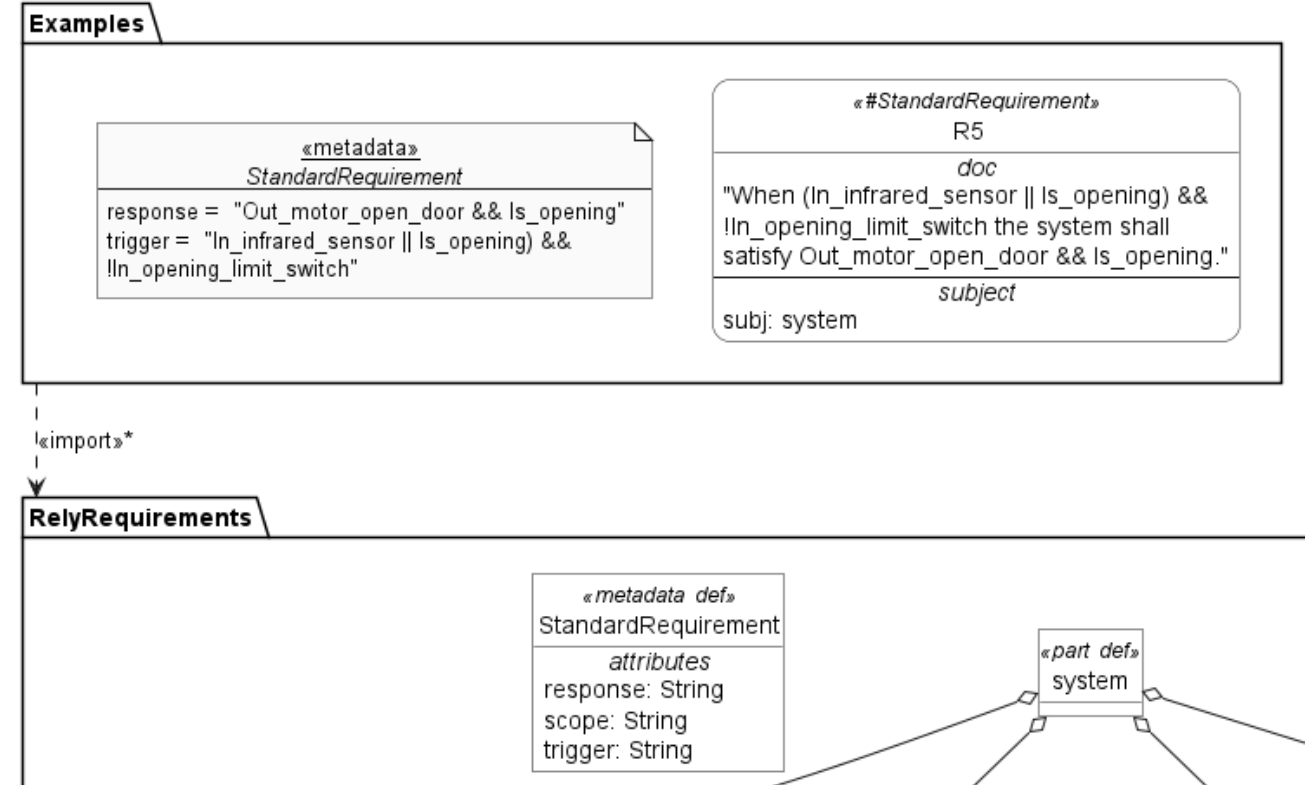 Examples
«metadata»
StandardRequirement
response = "Out_motor_open_door && Is_opening"
trigger = "In_infrared_sensor || Is_opening) &&
!In_opening_limit_switch"
«#StandardRequirement»
R5
doc
"When (In_infrared_sensor || Is_opening) &&
!In_opening_limit_switch the system shall
satisfy Out_motor_open_door && Is_opening."
subject
subj: system
«import»*
RelyRequirements
«metadata def»
StandardRequirement
attributes
response: String
scope: String
trigger: String
«part def»
system